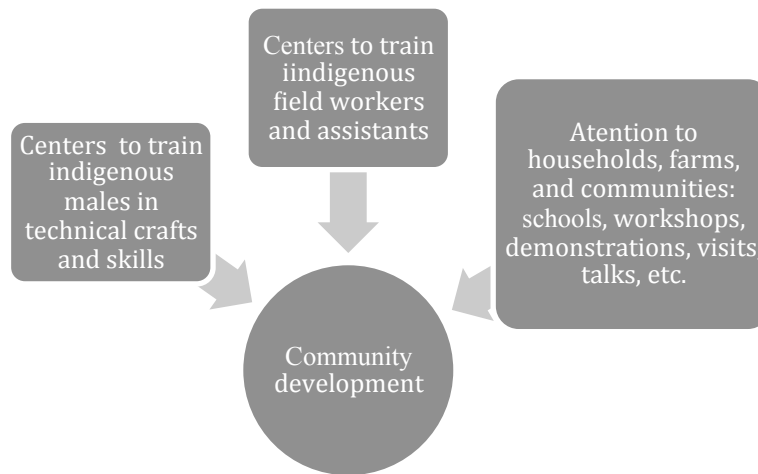 Centers to train
iindigenous
field workers
and assistants
Centers to train
indigenous
males in
technical crafts
and skills
Atention to
households, farms,
and communities:
schools, workshops,
demonstrations, visits,
talks, etc.
Community
development